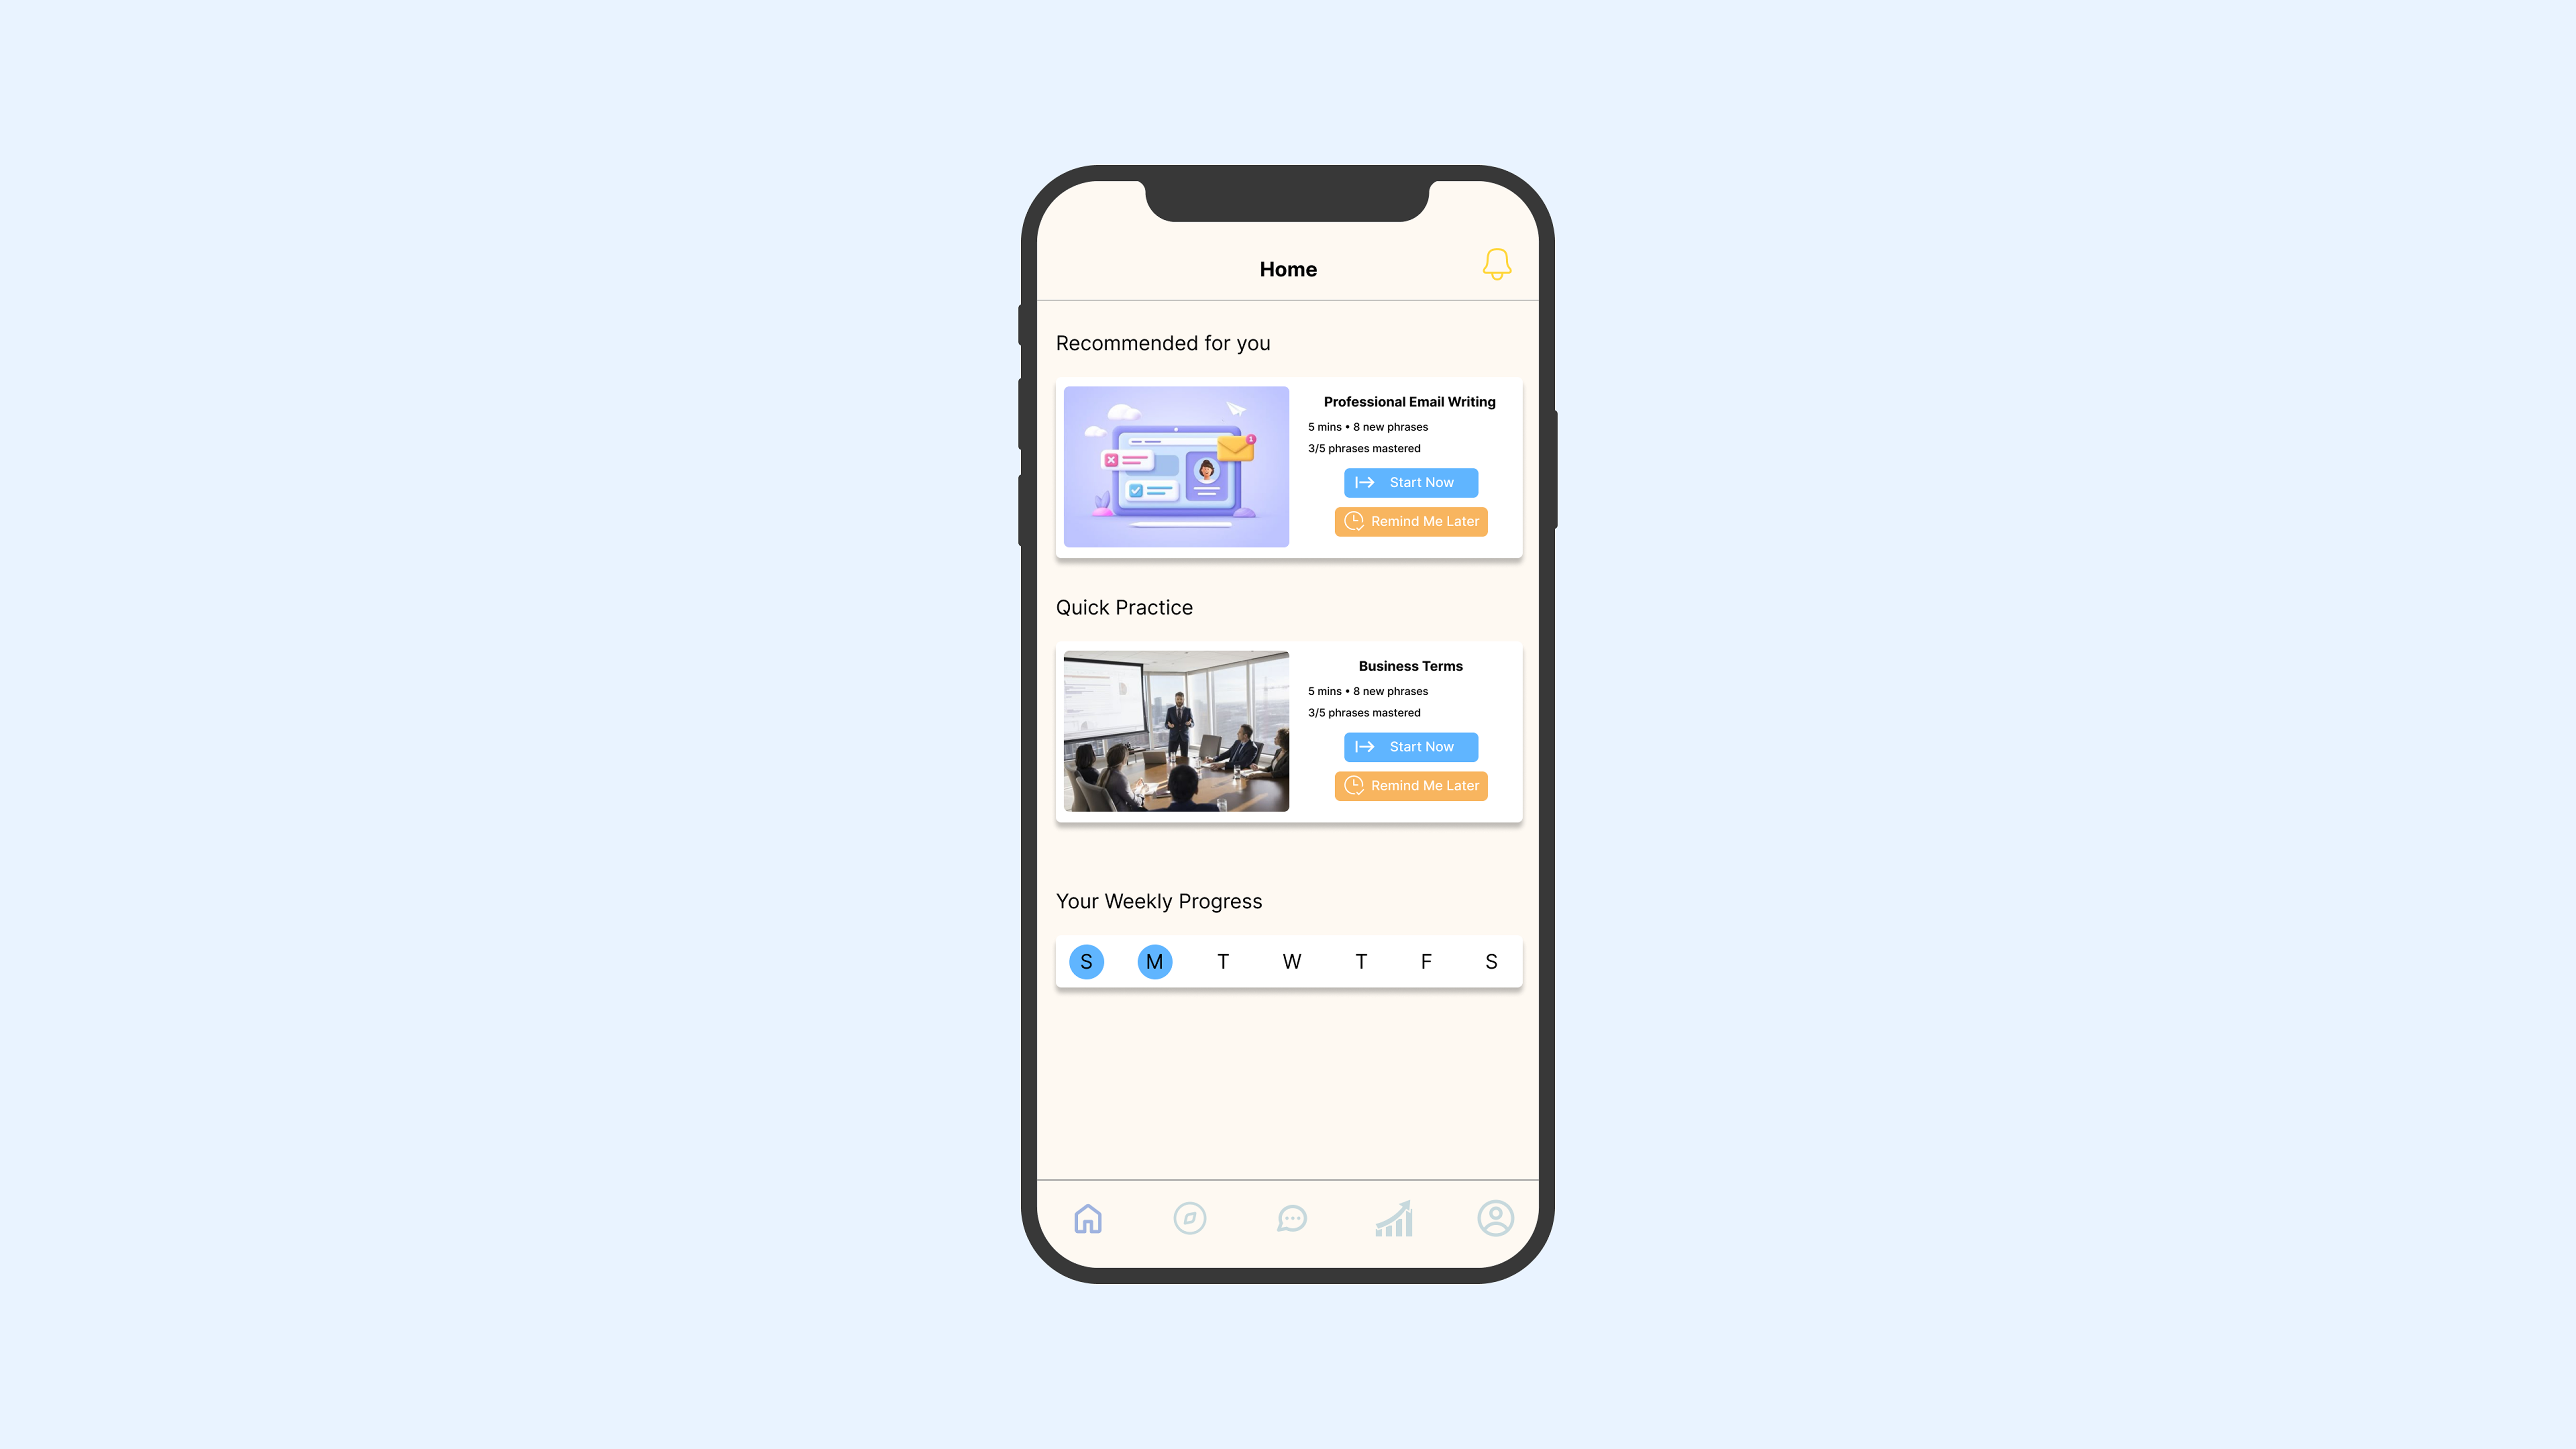 Home
Recommended for you
Professional Email Writing
5 mins • 8 new phrases
3/5 phrases mastered
Start Now
Remind Me Later
Quick Practice
Business Terms
5 mins • 8 new phrases
3/5 phrases mastered
Start Now
Remind Me Later
Your Weekly Progress
S M T W T F S